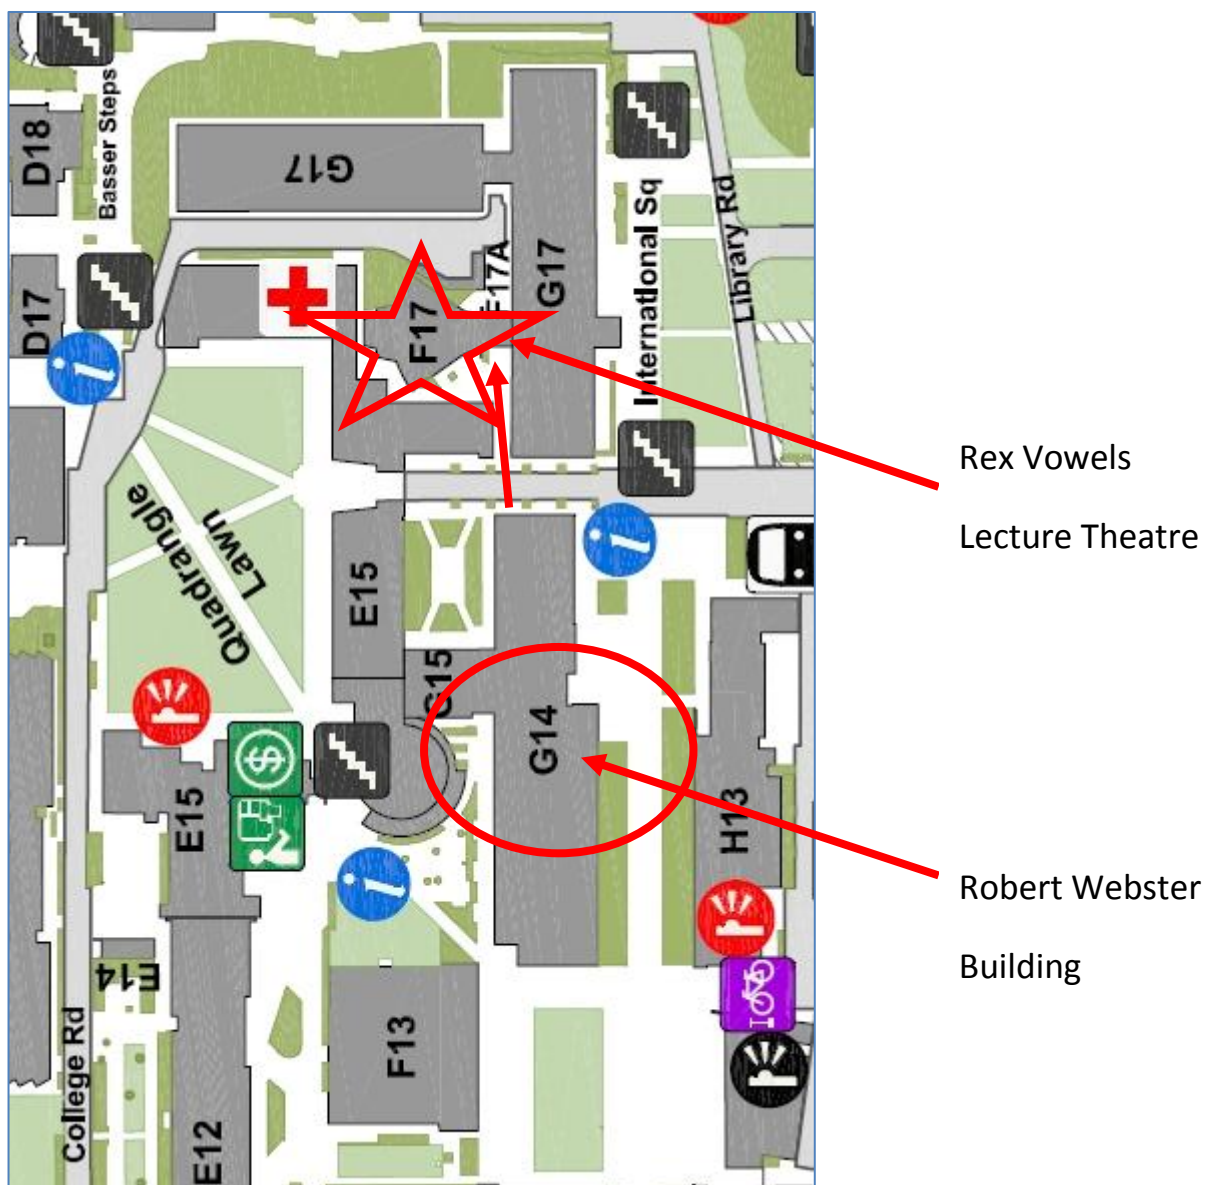 D18
Basser Steps
G17
D17
F17
F17A
G17
International Sq
Library Rd
Rex Vowels
Lecture Theatre
Quadrangle
Lawn
E15
G15
G14
E15
H13
Robert Webster
Building
E14
College Rd
F13
E12